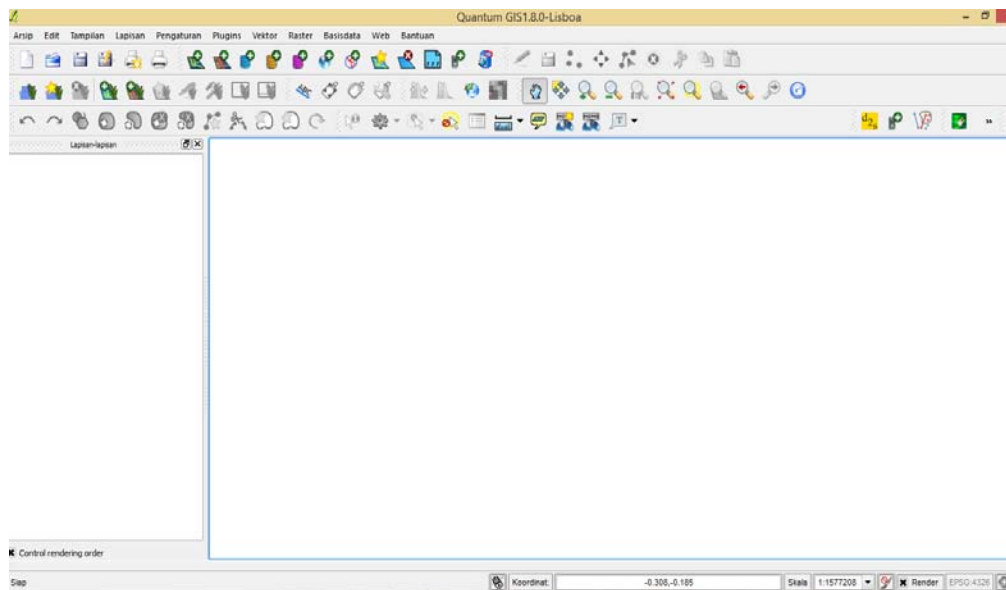 Quantum GIS1.8.0-Lisboa
Arsip Edit Tampilan Lapisan Pengaturan Plugins Vektor Raster Basisdata Web Bantuan
Lapisan-lapisan
Control rendering order
Siap Koordinat: -0.308,-0.185 Skala 1:1577208 Render EPSG:4326